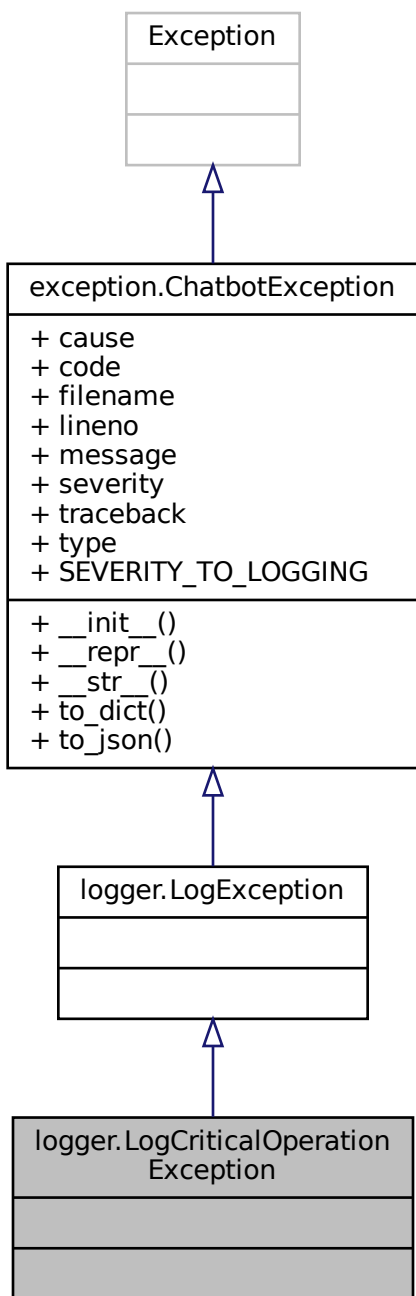 Exception
exception.ChatbotException
+ cause
+ code
+ filename
+ lineno
+ message
+ severity
+ traceback
+ type
+ SEVERITY_TO_LOGGING
+ __init__()
+ __repr__()
+ __str__()
+ to_dict()
+ to_json()
logger.LogException
logger.LogCriticalOperation
Exception